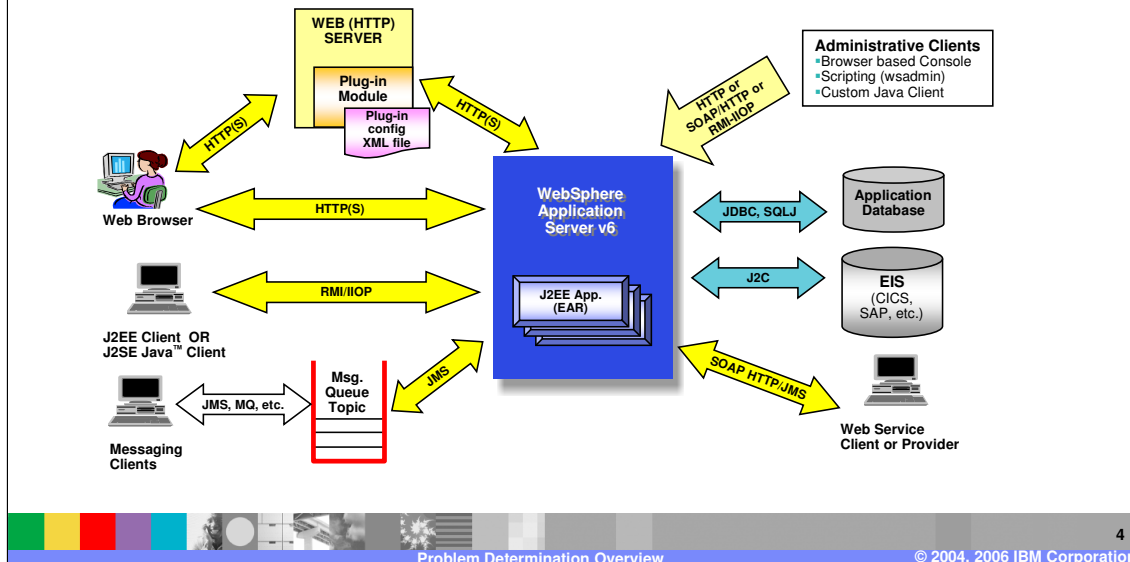 WEB (HTTP)
SERVER
Plug-in
Module
Plug-in
config
XML file
HTTP(S)
HTTP(S)
Administrative Clients
▪Browser based Console
▪Scripting (wsadmin)
▪Custom Java Client
HTTP or
SOAP/HTTP or
RMI-IIOP
Web Browser
HTTP(S)
WebSphere
Application
Server v6
JDBC, SQLJ
Application
Database
J2C
EIS
(CICS,
SAP, etc.)
J2EE Client OR
J2SE Java™ Client
RMI/IIOP
J2EE App.
(EAR)
Messaging
Clients
JMS, MQ, etc.
Msg.
Queue
Topic
JMS
SOAP HTTP/JMS
Web Service
Client or Provider
4
Problem Determination Overview
© 2004, 2006 IBM Corporation